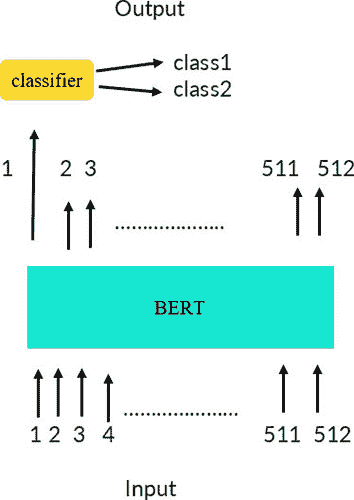 Output
classifier
class1
class2
1 2 3 511 512
....................
BERT
....................
1 2 3 4 511 512
Input